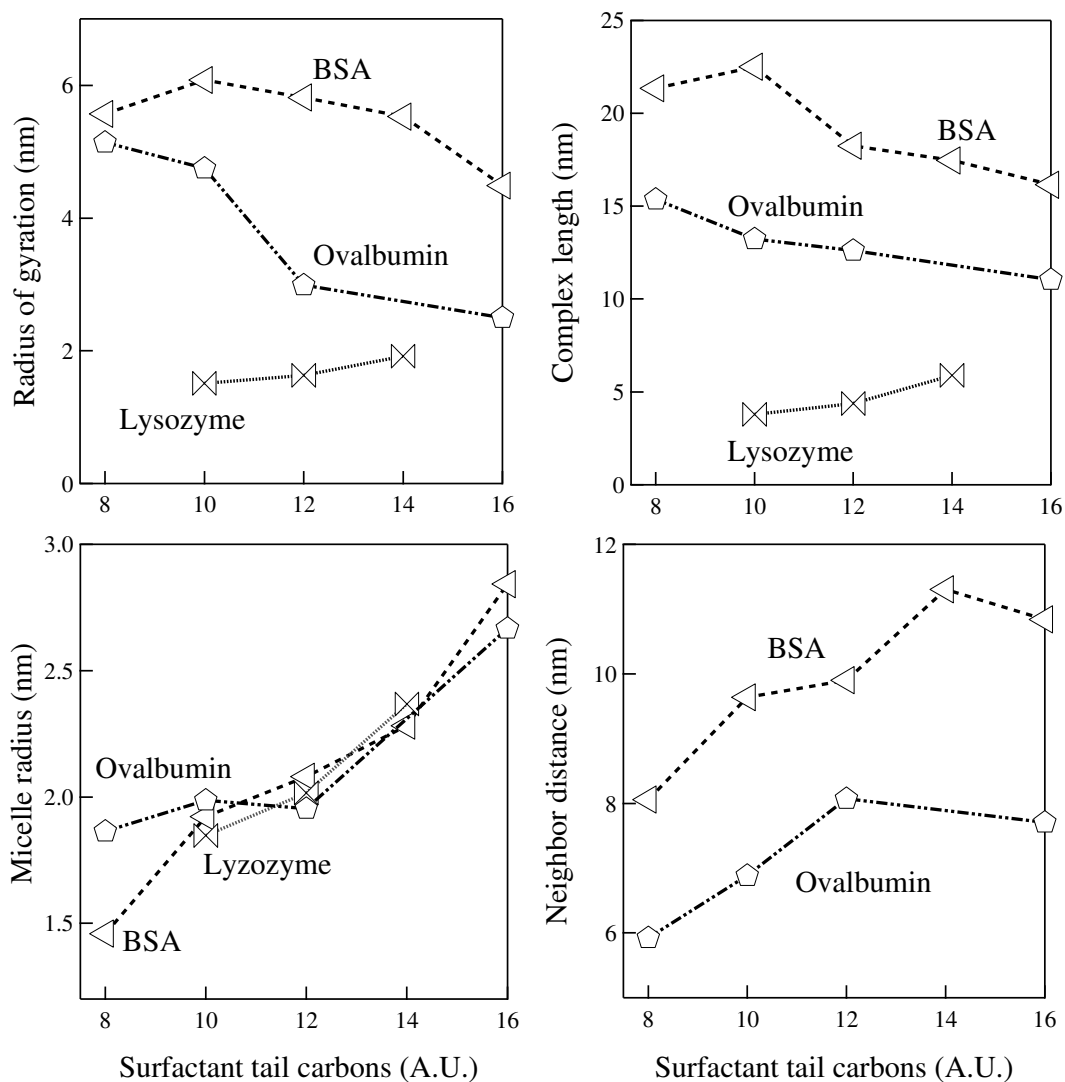 Radius of gyration (nm)
6
4
2
0
BSA
Ovalbumin
Lysozyme
8 10 12 14 16
Complex length (nm)
25
20
15
10
5
0
BSA
Ovalbumin
Lysozyme
8 10 12 14 16
Micelle radius (nm)
3.0
2.5
2.0
1.5
Ovalbumin
Lyzozyme
BSA
8 10 12 14 16
Surfactant tail carbons (A.U.)
Neighbor distance (nm)
12
10
8
6
BSA
Ovalbumin
8 10 12 14 16
Surfactant tail carbons (A.U.)